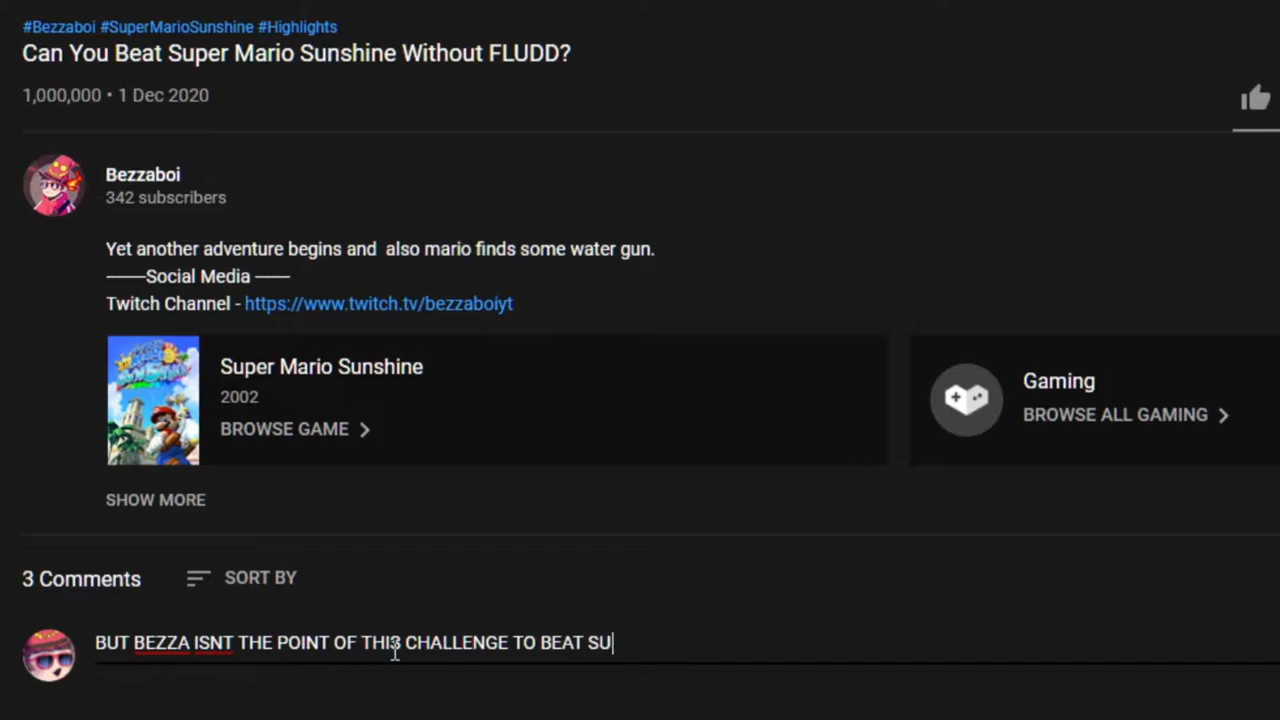 #Bezzaboi #SuperMarioSunshine #Highlights
Can You Beat Super Mario Sunshine Without FLUDD?
1,000,000 • 1 Dec 2020
Bezzaboi
342 subscribers
Yet another adventure begins and  also mario finds some water gun.
——Social Media ——
Twitch Channel - https://www.twitch.tv/bezzaboiyt
SUPER MARIO SUNSHINE
Super Mario Sunshine
2002
BROWSE GAME
Gaming
BROWSE ALL GAMING
SHOW MORE
3 Comments
SORT BY
BUT BEZZA ISNT THE POINT OF THIS CHALLENGE TO BEAT SU